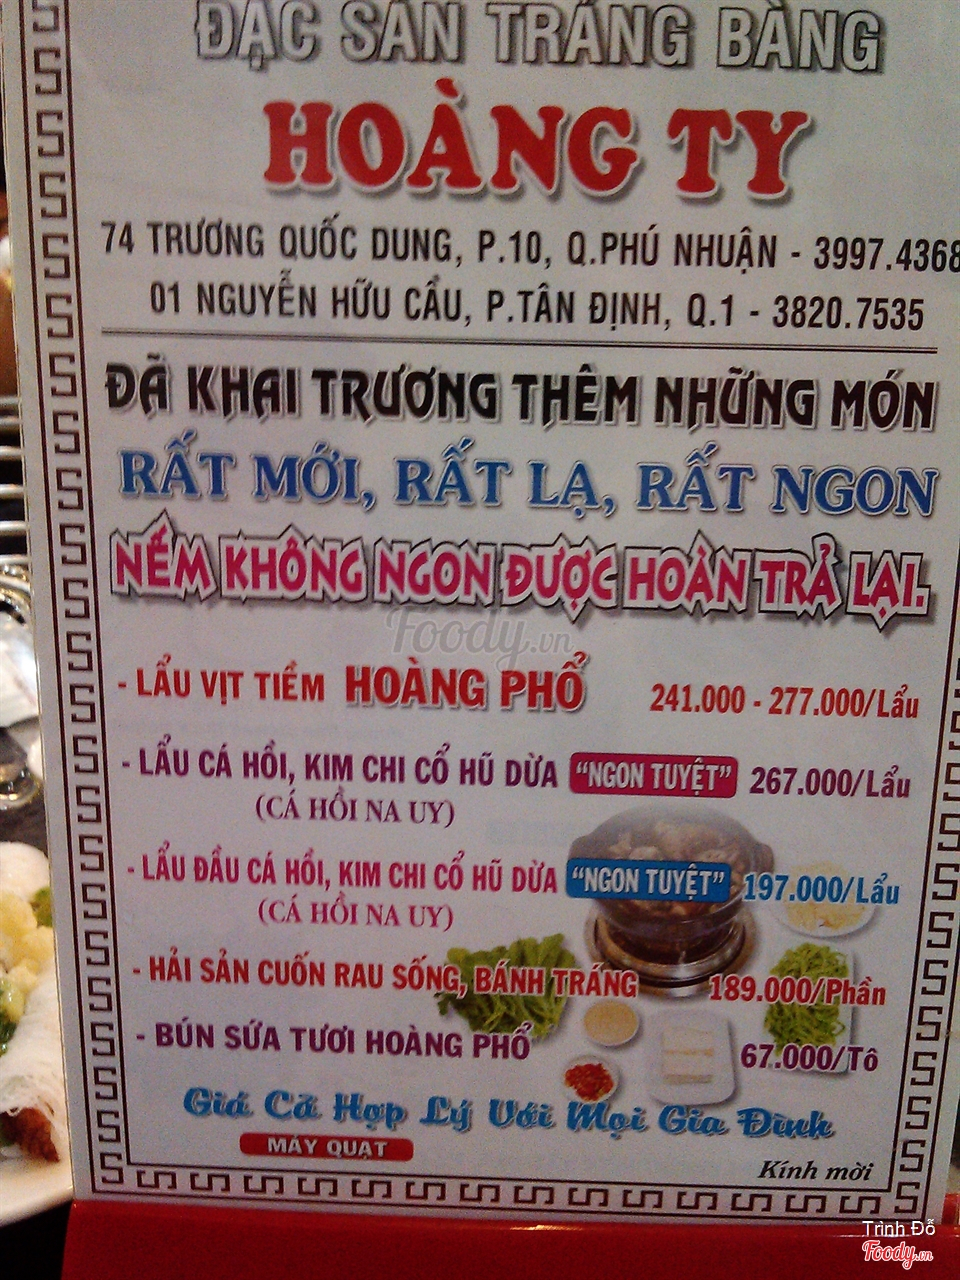 ĐẶC SẢN TRẢNG BÀNG
HOÀNG TY
74 TRƯƠNG QUỐC DUNG, P.10, Q.PHÚ NHUẬN - 3997.4368
01 NGUYỄN HỮU CẦU, P.TÂN ĐỊNH, Q.1 - 3820.7535
ĐÃ KHAI TRƯƠNG THÊM NHỮNG MÓN
RẤT MỚI, RẤT LẠ, RẤT NGON
NẾM KHÔNG NGON ĐƯỢC HOÀN TRẢ LẠI.
Foody.vn
- LẨU VỊT TIỀM HOÀNG PHỔ 241.000 - 277.000/Lẩu
- LẨU CÁ HỒI, KIM CHI CỔ HŨ DỪA "NGON TUYỆT" 267.000/Lẩu
(CÁ HỒI NA UY)
- LẨU ĐẦU CÁ HỒI, KIM CHI CỔ HŨ DỪA "NGON TUYỆT" 197.000/Lẩu
(CÁ HỒI NA UY)
- HẢI SẢN CUỐN RAU SỐNG, BÁNH TRÁNG 189.000/Phần
- BÚN SỨA TƯƠI HOÀNG PHỔ 67.000/Tô
Giá Cả Hợp Lý Với Mọi Gia Đình
MÁY QUẠT
Kính mời
Trình Đỗ
Foody.vn